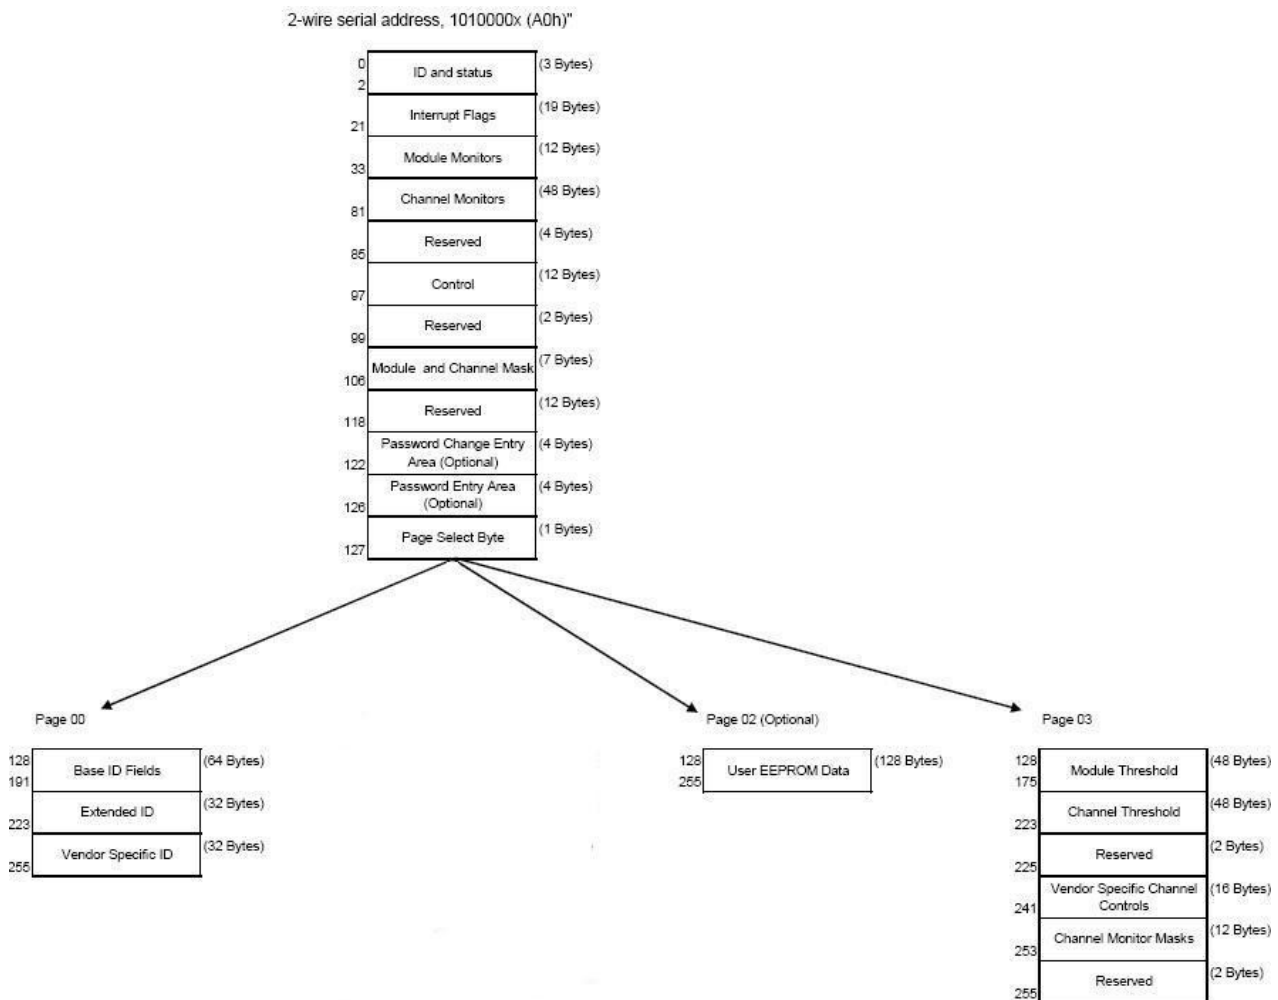 2-wire serial address, 1010000x (A0h)"
0
2
ID and status
(3 Bytes)
21
Interrupt Flags
(19 Bytes)
33
Module Monitors
(12 Bytes)
81
Channel Monitors
(48 Bytes)
85
Reserved
(4 Bytes)
97
Control
(12 Bytes)
99
Reserved
(2 Bytes)
106
Module and Channel Mask
(7 Bytes)
118
Reserved
(12 Bytes)
122
Password Change Entry
Area (Optional)
(4 Bytes)
126
Password Entry Area
(Optional)
(4 Bytes)
127
Page Select Byte
(1 Bytes)
Page 00
128
191
Base ID Fields
(64 Bytes)
223
Extended ID
(32 Bytes)
255
Vendor Specific ID
(32 Bytes)
Page 02 (Optional)
128
255
User EEPROM Data
(128 Bytes)
Page 03
128
175
Module Threshold
(48 Bytes)
223
Channel Threshold
(48 Bytes)
225
Reserved
(2 Bytes)
241
Vendor Specific Channel
Controls
(16 Bytes)
253
Channel Monitor Masks
(12 Bytes)
255
Reserved
(2 Bytes)